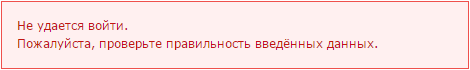 Не удается войти.
Пожалуйста, проверьте правильность введённых данных.